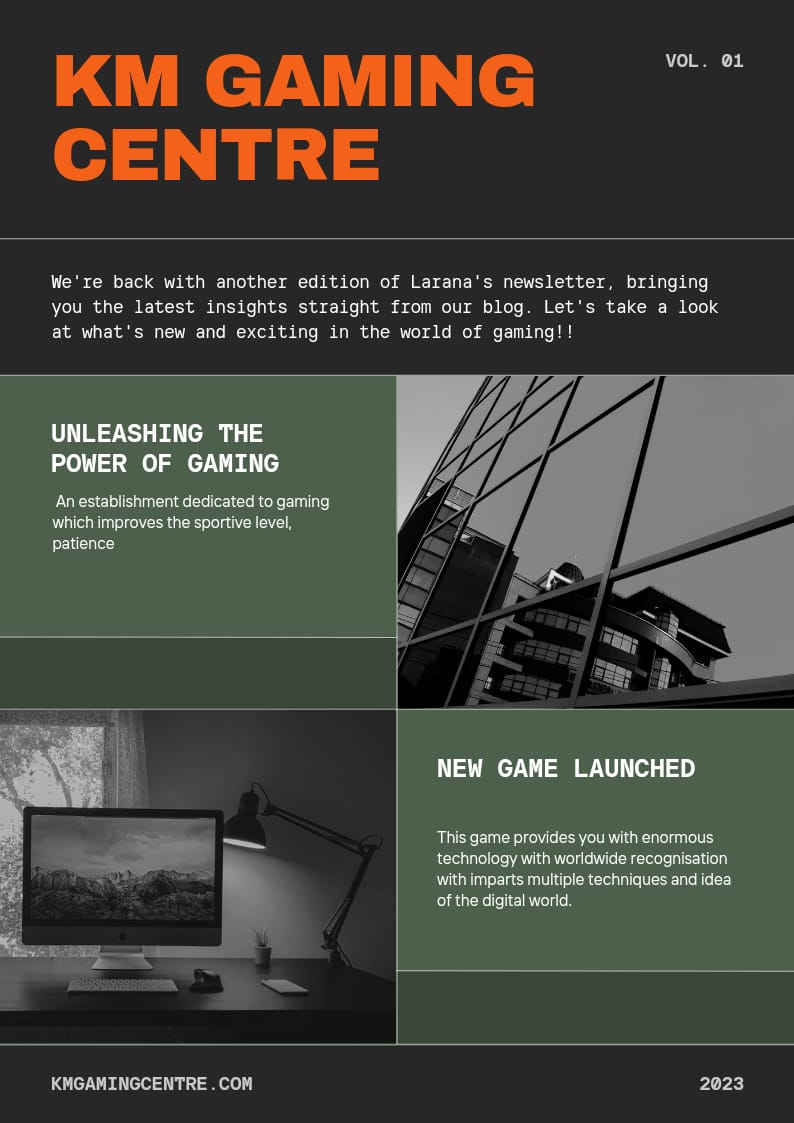 KM GAMING
CENTRE
VOL. 01
We're back with another edition of Larana's newsletter, bringing
you the latest insights straight from our blog. Let's take a look
at what's new and exciting in the world of gaming!!
UNLEASHING THE
POWER OF GAMING
An establishment dedicated to gaming
which improves the sportive level,
patience
NEW GAME LAUNCHED
This game provides you with enormous
technology with worldwide recognisation
with imparts multiple techniques and idea
of the digital world.
KMGAMINGCENTRE.COM
2023